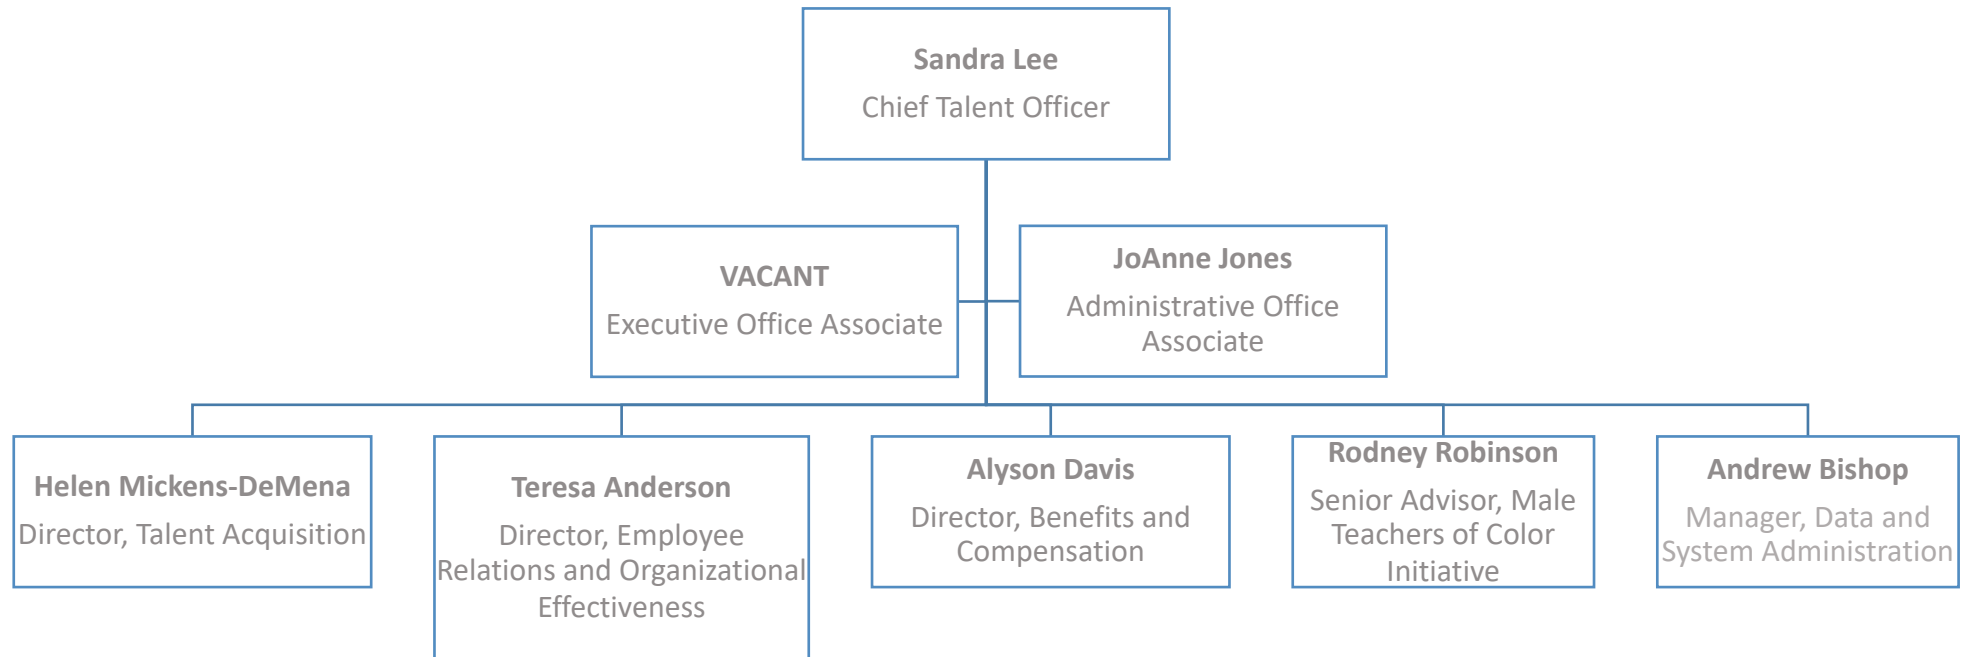 Sandra Lee
Chief Talent Officer
VACANT
Executive Office Associate
JoAnne Jones
Administrative Office
Associate
Helen Mickens-DeMena
Director, Talent Acquisition
Teresa Anderson
Director, Employee
Relations and Organizational
Effectiveness
Alyson Davis
Director, Benefits and
Compensation
Rodney Robinson
Senior Advisor, Male
Teachers of Color
Initiative
Andrew Bishop
Manager, Data and
System Administration